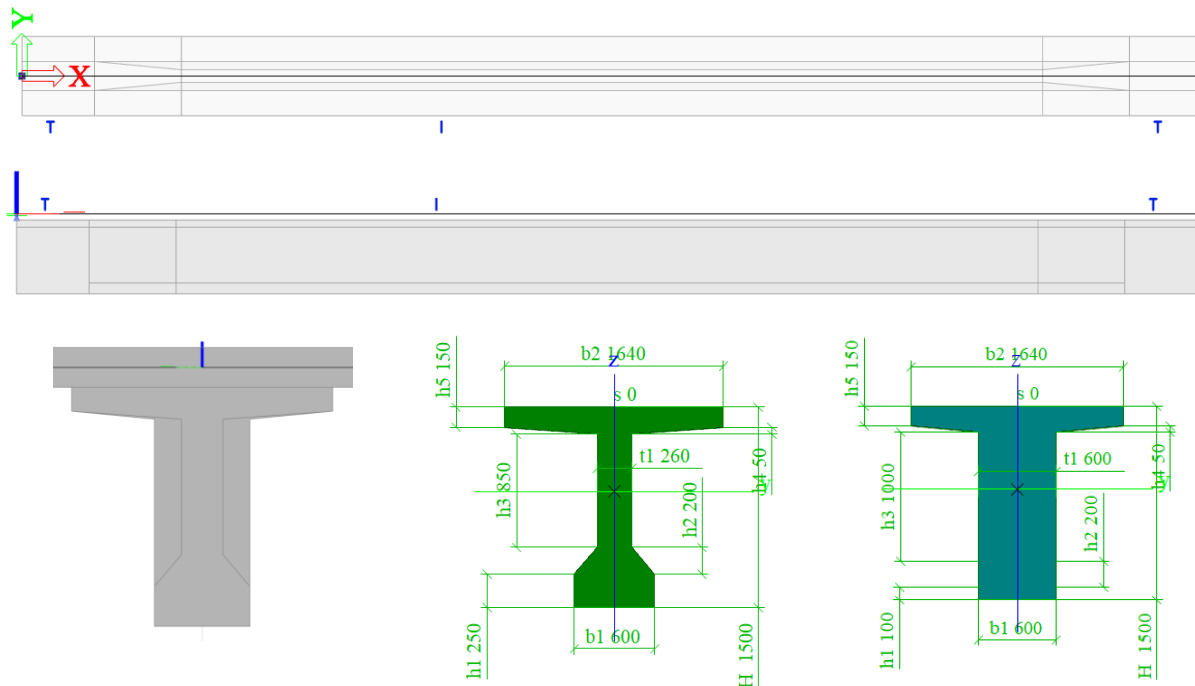 Y
X
T
I
T
T
I
T
b2 1640
z
s 0
h5 150
t1 260
h4 50
y
h3 850
h2 200
h1 250
b1 600
H 1500
b2 1640
z
s 0
h5 150
t1 600
h4 50
y
h3 1000
h2 200
h1 100
b1 600
H 1500